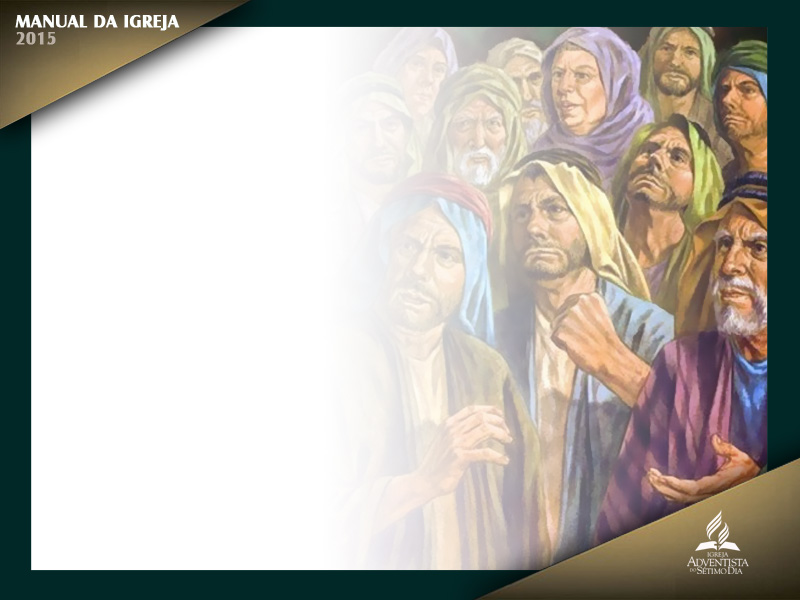 MANUAL DA IGREJA
2015
IGREJA
ADVENTISTA
DO SÉTIMO DIA